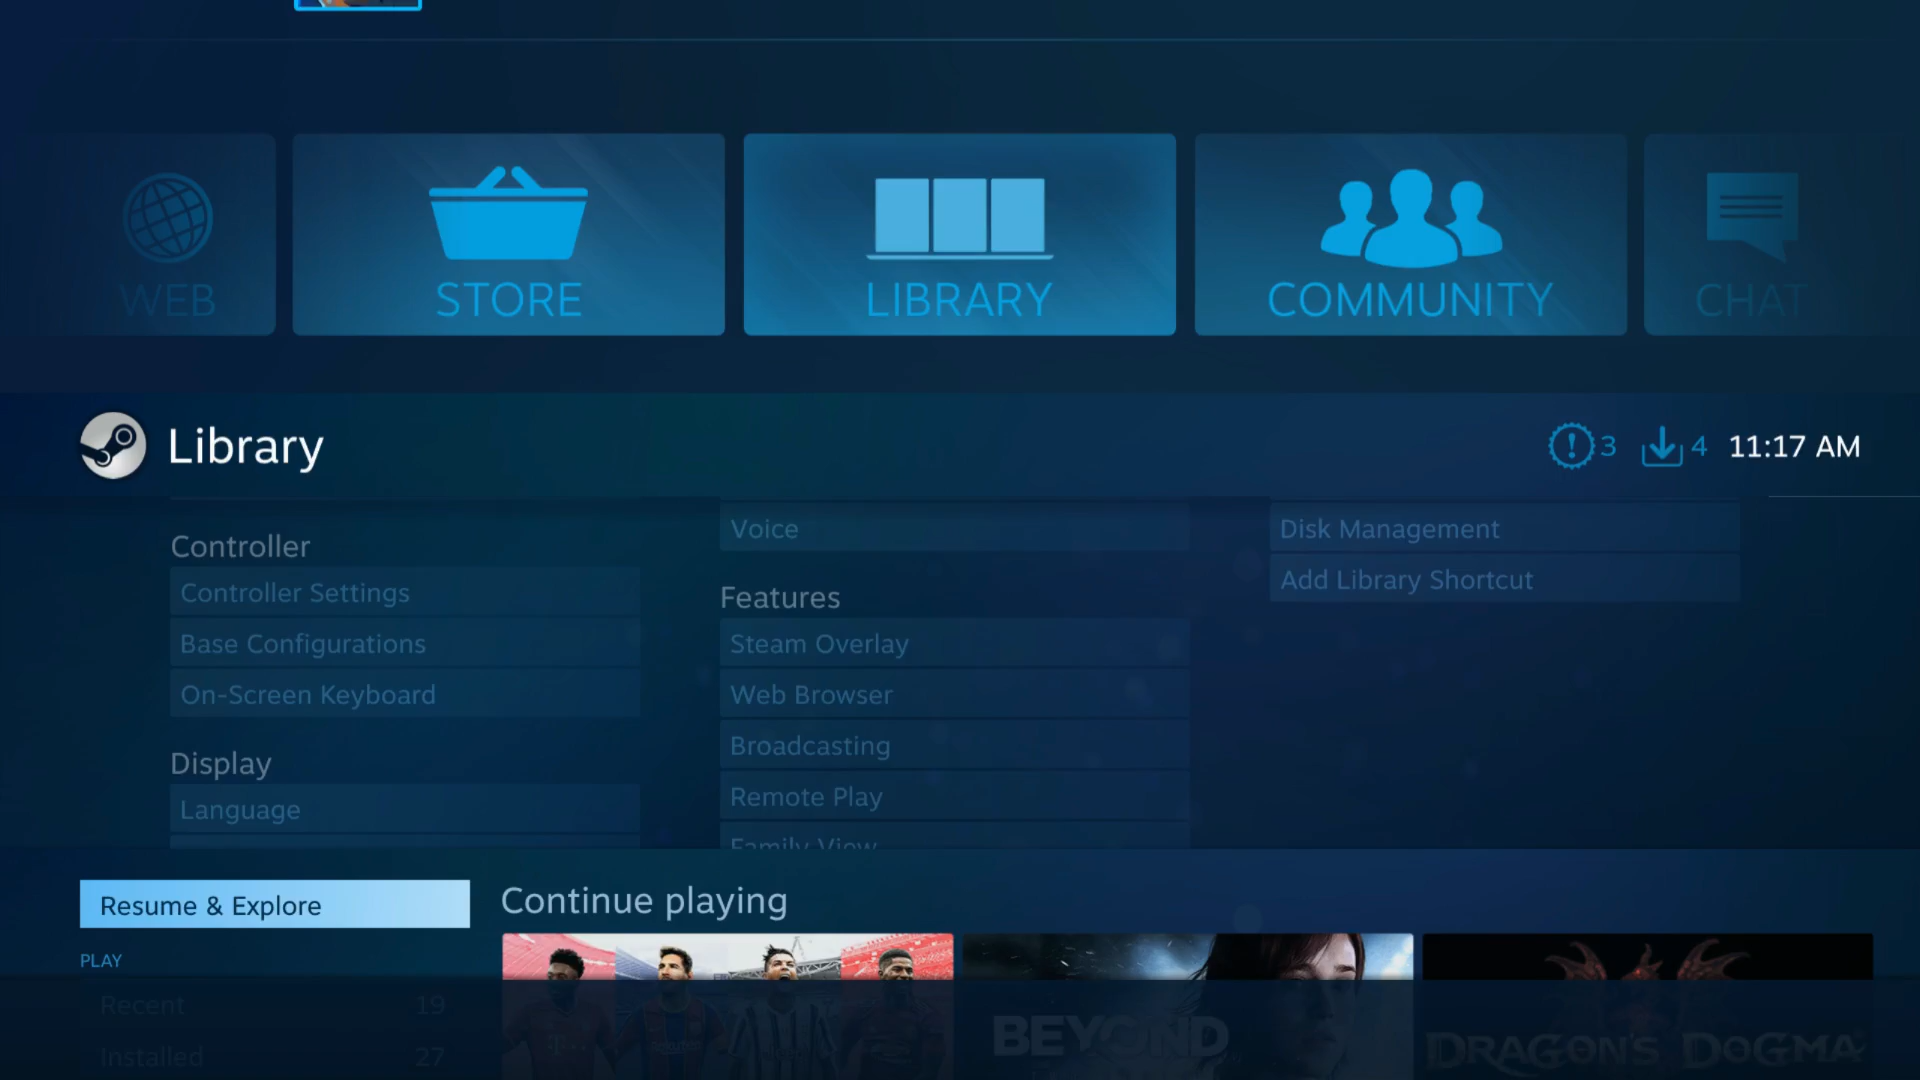 WEB
STORE
LIBRARY
COMMUNITY
CHAT
Library
3
4
11:17 AM
Controller
Controller Settings
Base Configurations
On-Screen Keyboard
Display
Language
Voice
Features
Steam Overlay
Web Browser
Broadcasting
Remote Play
Family View
Disk Management
Add Library Shortcut
Resume & Explore
PLAY
Recent 19
Installed 27
Continue playing
BEYOND
DRAGON'S DOGMA